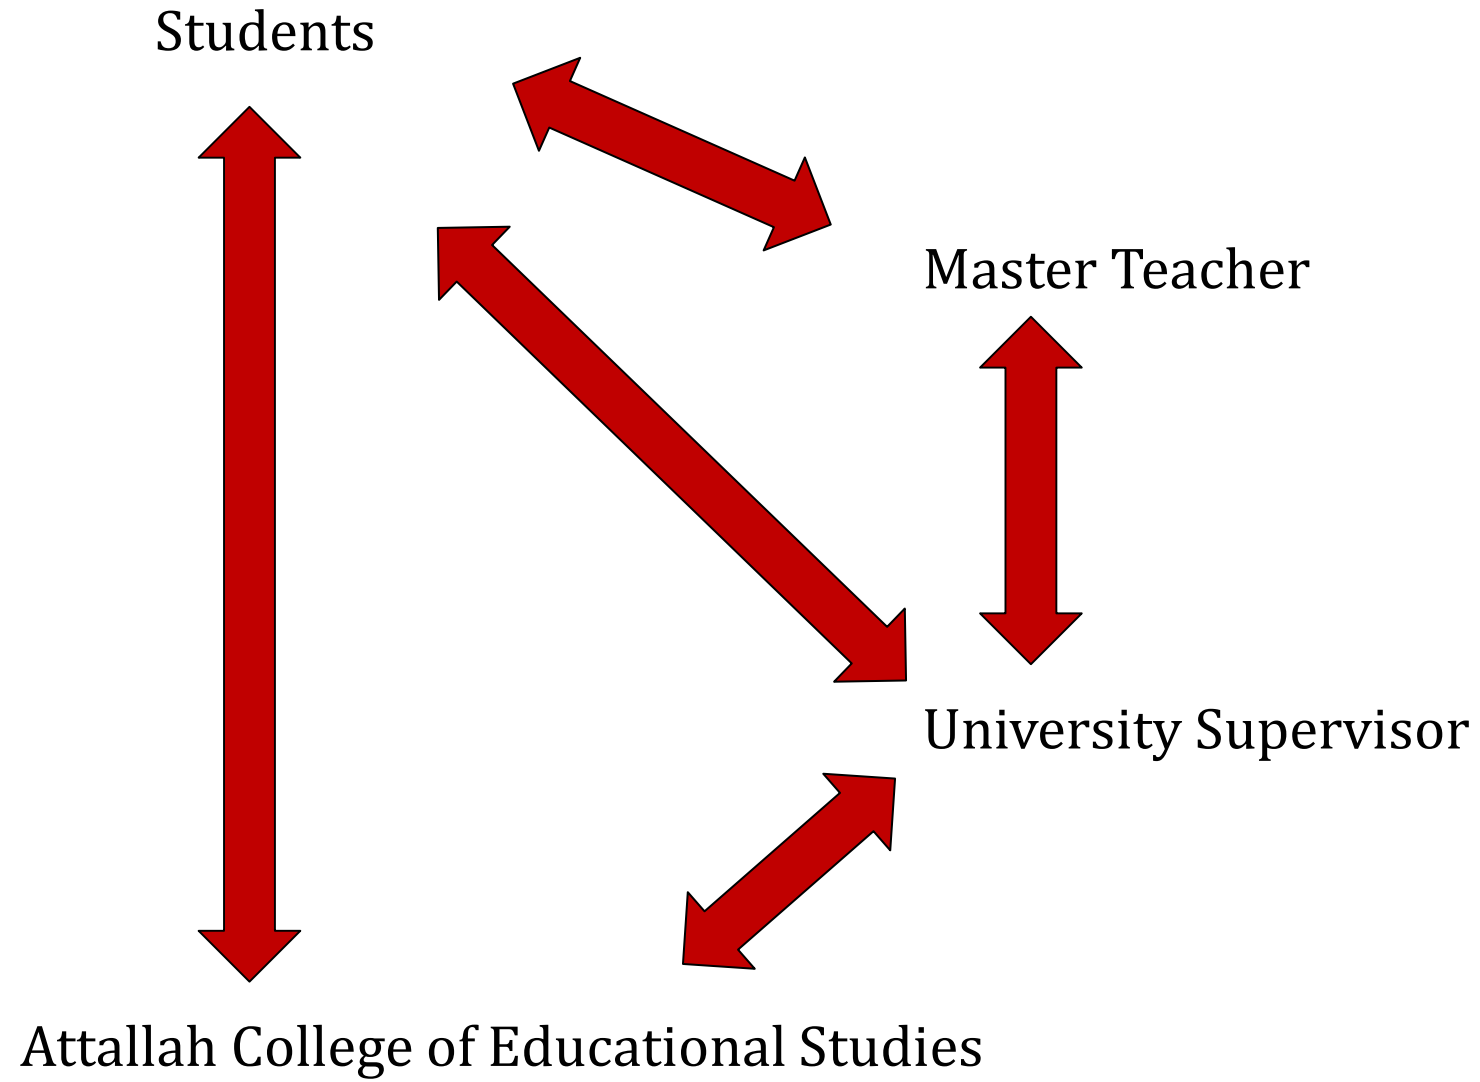 Students
Master Teacher
University Supervisor
Attallah College of Educational Studies